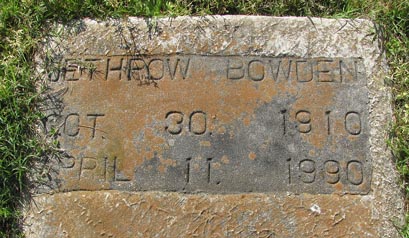 JETHROW BOWDEN
OCT. 30. 1910
APRIL 11. 1990